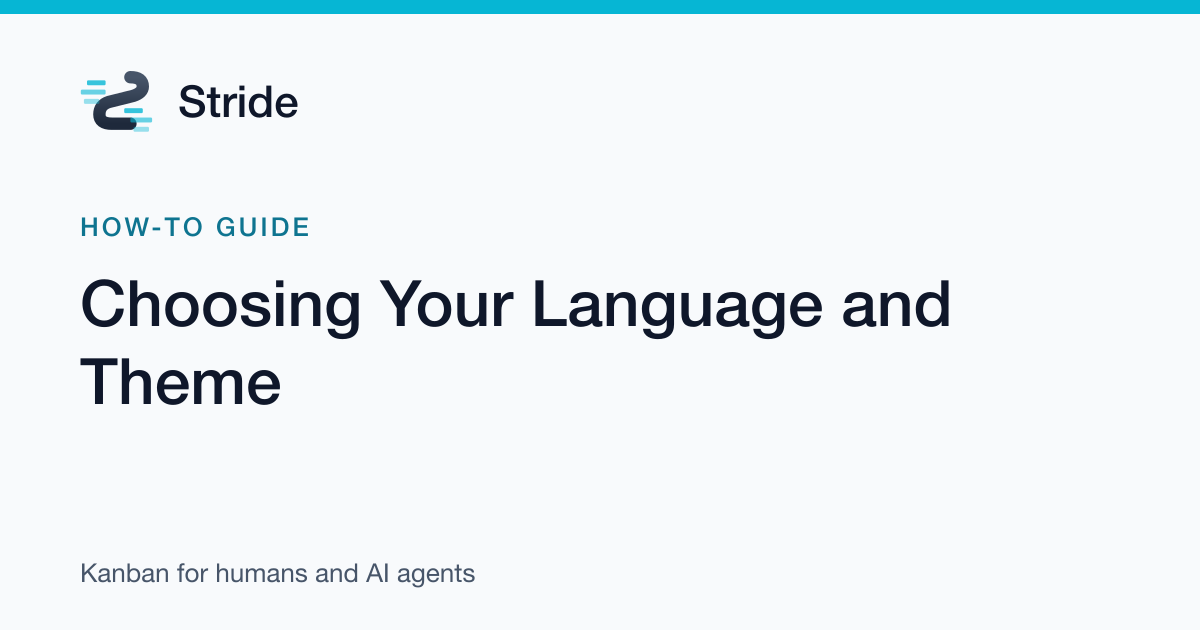 Stride
HOW-TO GUIDE
Choosing Your Language and
Theme
Kanban for humans and AI agents